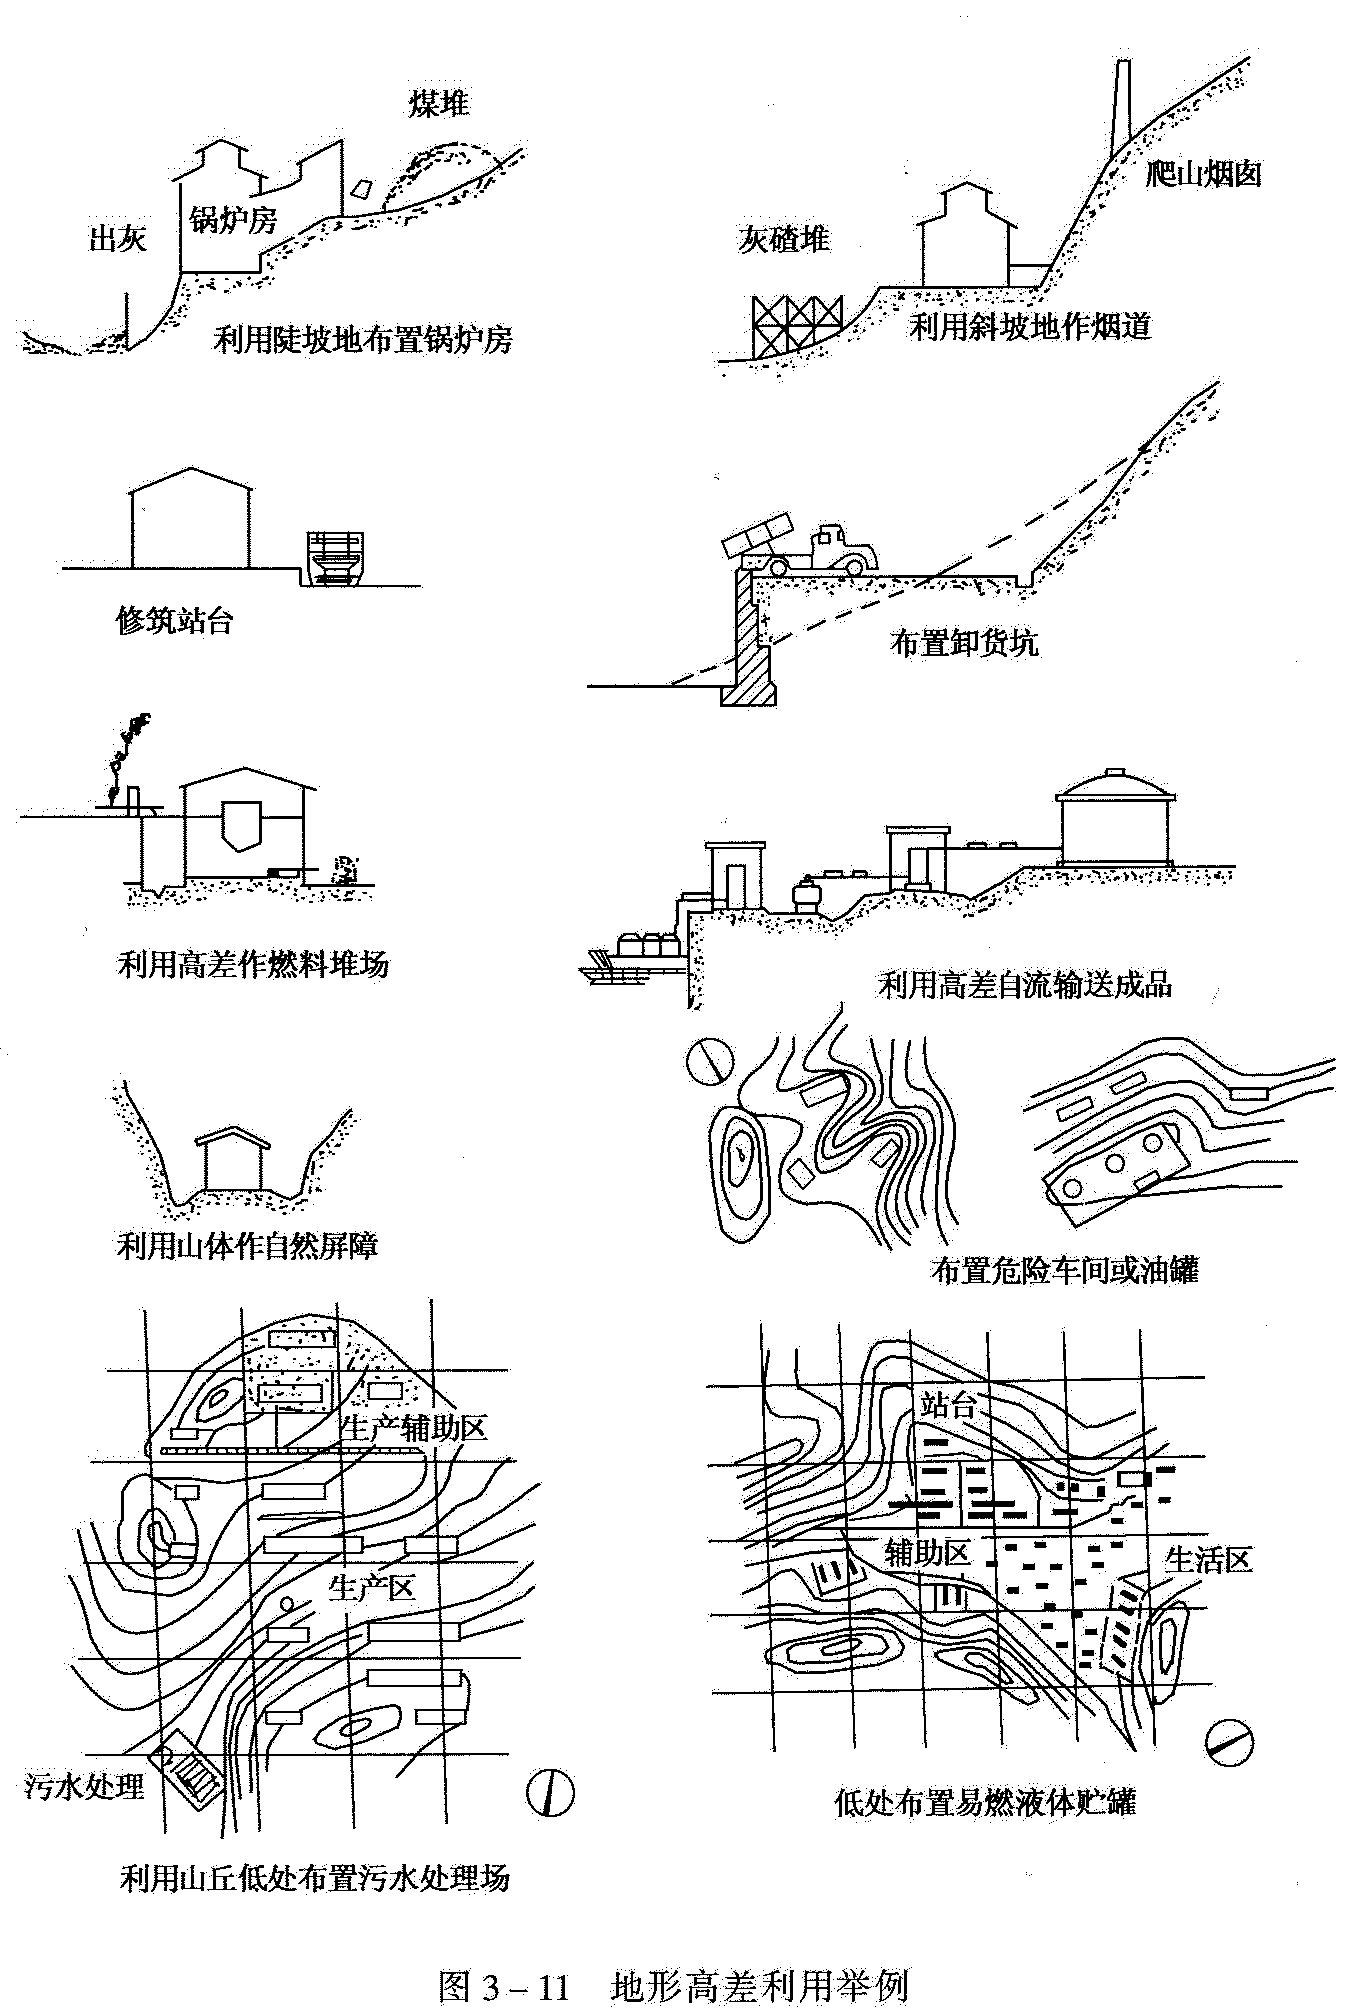 煤堆
锅炉房
出灰
利用陡坡地布置锅炉房
爬山烟囱
灰碴堆
利用斜坡地作烟道
修筑站台
布置卸货坑
利用高差作燃料堆场
利用高差自流输送成品
利用山体作自然屏障
布置危险车间或油罐
生产辅助区
生产区
污水处理
利用山丘低处布置污水处理场
站台
辅助区
生活区
低处布置易燃液体贮罐
图3-11 地形高差利用举例